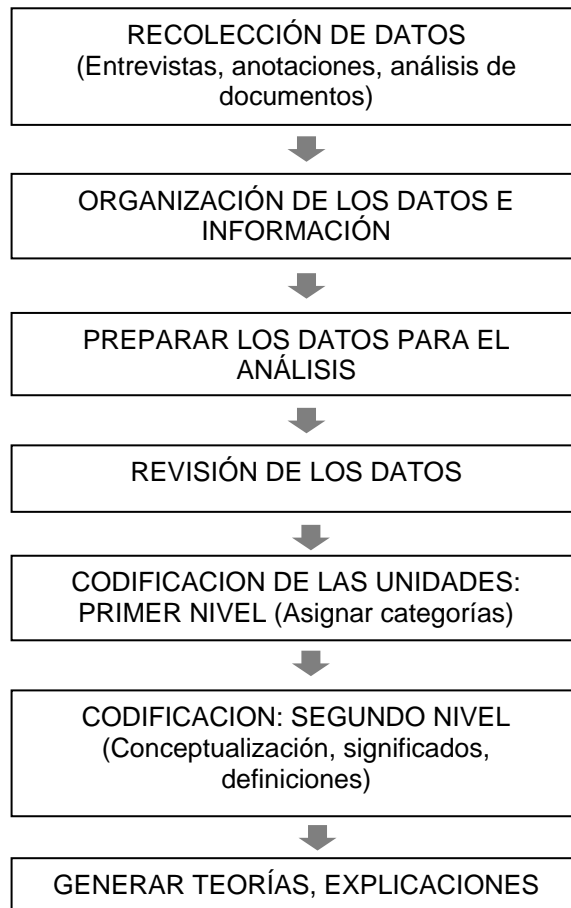 RECOLECCIÓN DE DATOS
(Entrevistas, anotaciones, análisis de
documentos)
ORGANIZACIÓN DE LOS DATOS E
INFORMACIÓN
PREPARAR LOS DATOS PARA EL
ANÁLISIS
REVISIÓN DE LOS DATOS
CODIFICACION DE LAS UNIDADES:
PRIMER NIVEL (Asignar categorías)
CODIFICACION: SEGUNDO NIVEL
(Conceptualización, significados,
definiciones)
GENERAR TEORÍAS, EXPLICACIONES